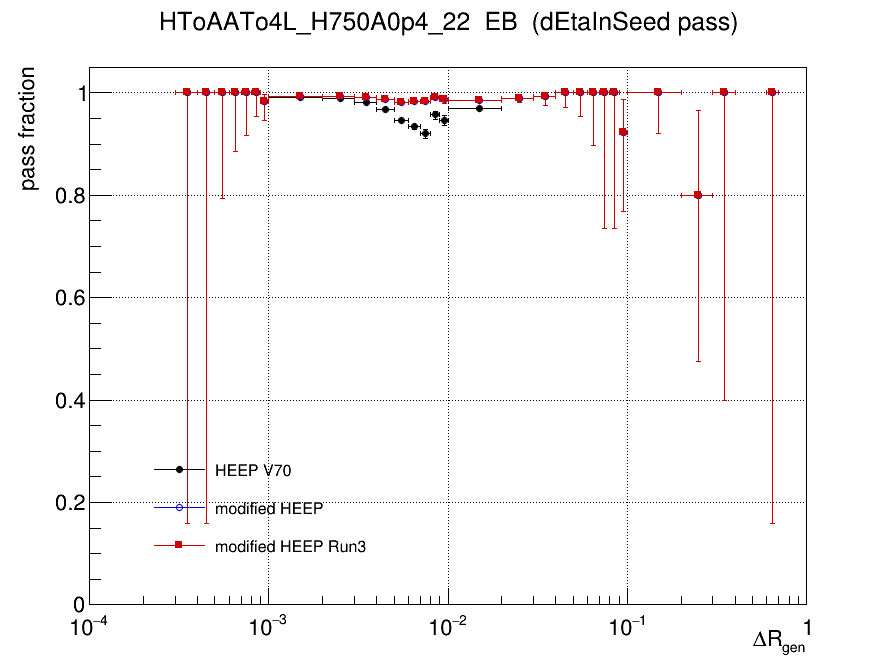 HToAATo4L_H750A0p4_22 EB (dEtaInSeed pass)
pass fraction
1
0.8
0.6
0.4
0.2
0
HEEP V70
modified HEEP
modified HEEP Run3
10⁻⁴ 10⁻³ 10⁻² 10⁻¹ 1
ΔR_gen